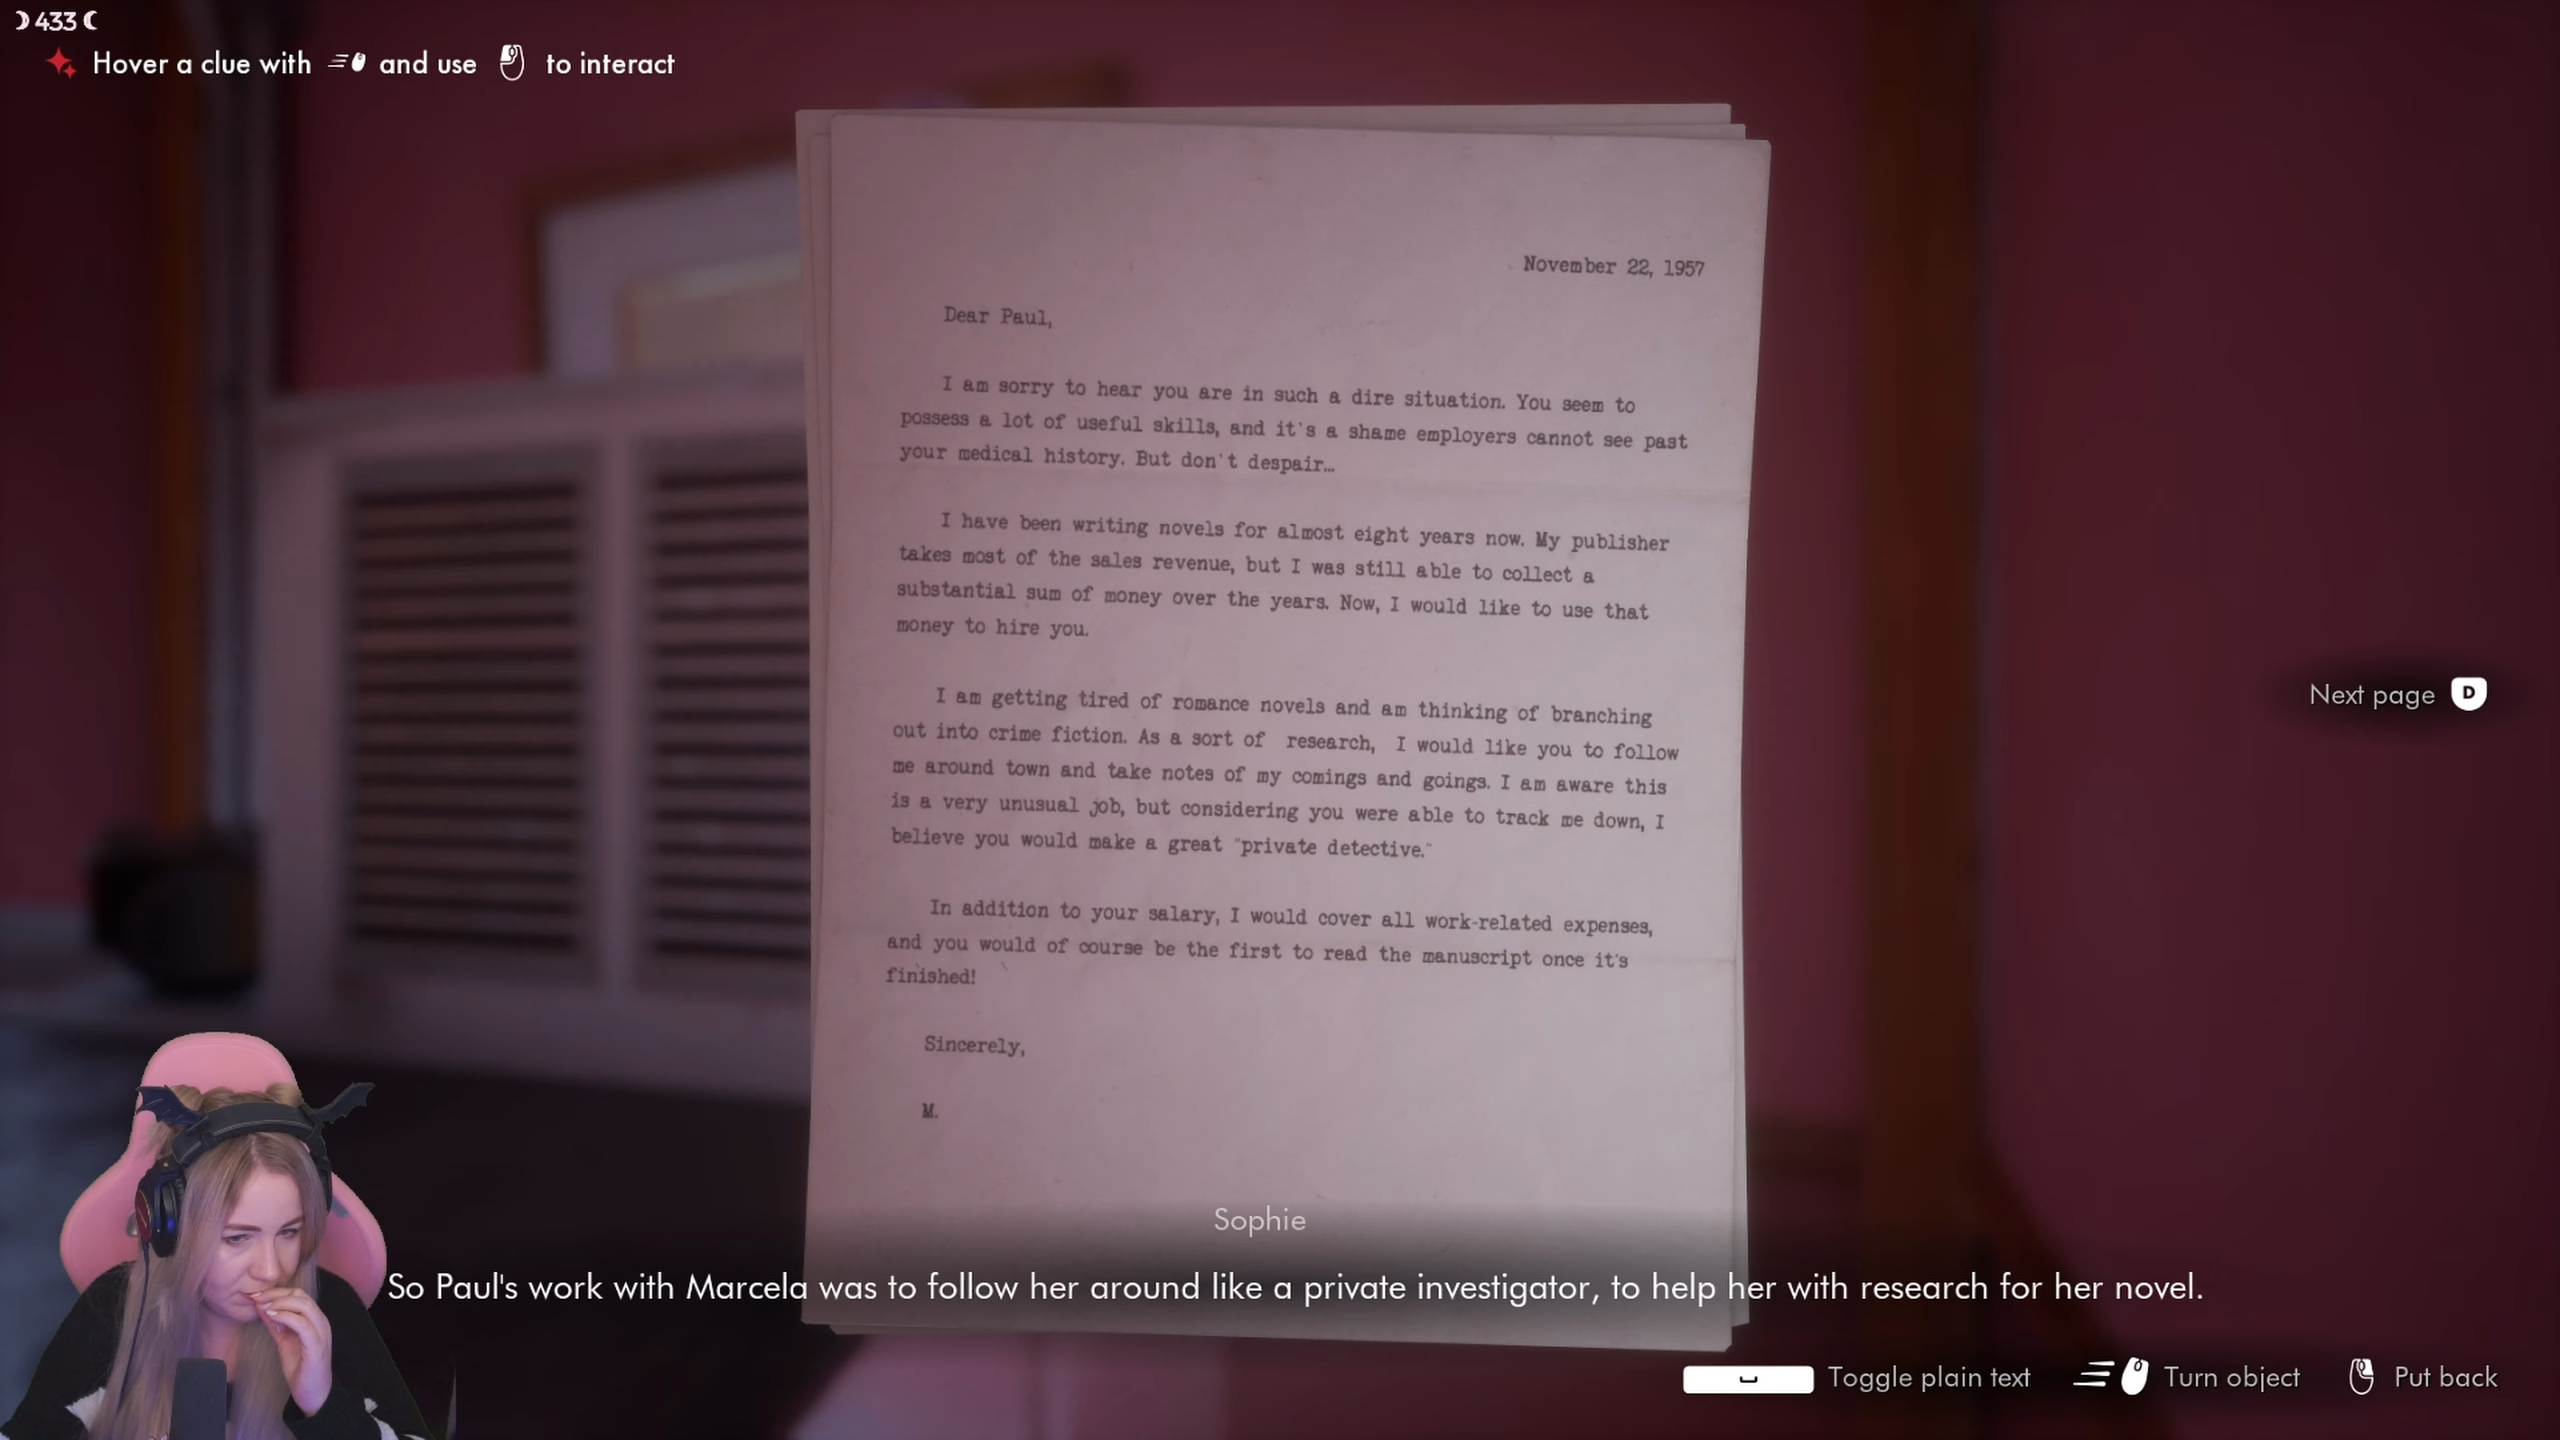 433
Hover a clue with and use to interact
November 22, 1957
Dear Paul,
I am sorry to hear you are in such a dire situation. You seem to
possess a lot of useful skills, and it's a shame employers cannot see past
your medical history. But don't despair…
I have been writing novels for almost eight years now. My publisher
takes most of the sales revenue, but I was still able to collect a
substantial sum of money over the years. Now, I would like to use that
money to hire you.
I am getting tired of romance novels and am thinking of branching
out into crime fiction. As a sort of research, I would like you to follow
me around town and take notes of my comings and goings. I am aware this
is a very unusual job, but considering you were able to track me down, I
believe you would make a great "private detective."
In addition to your salary, I would cover all work-related expenses,
and you would of course be the first to read the manuscript once it's
finished!
Sincerely,
M.
Next page D
Sophie
So Paul's work with Marcela was to follow her around like a private investigator, to help her with research for her novel.
Toggle plain text Turn object Put back